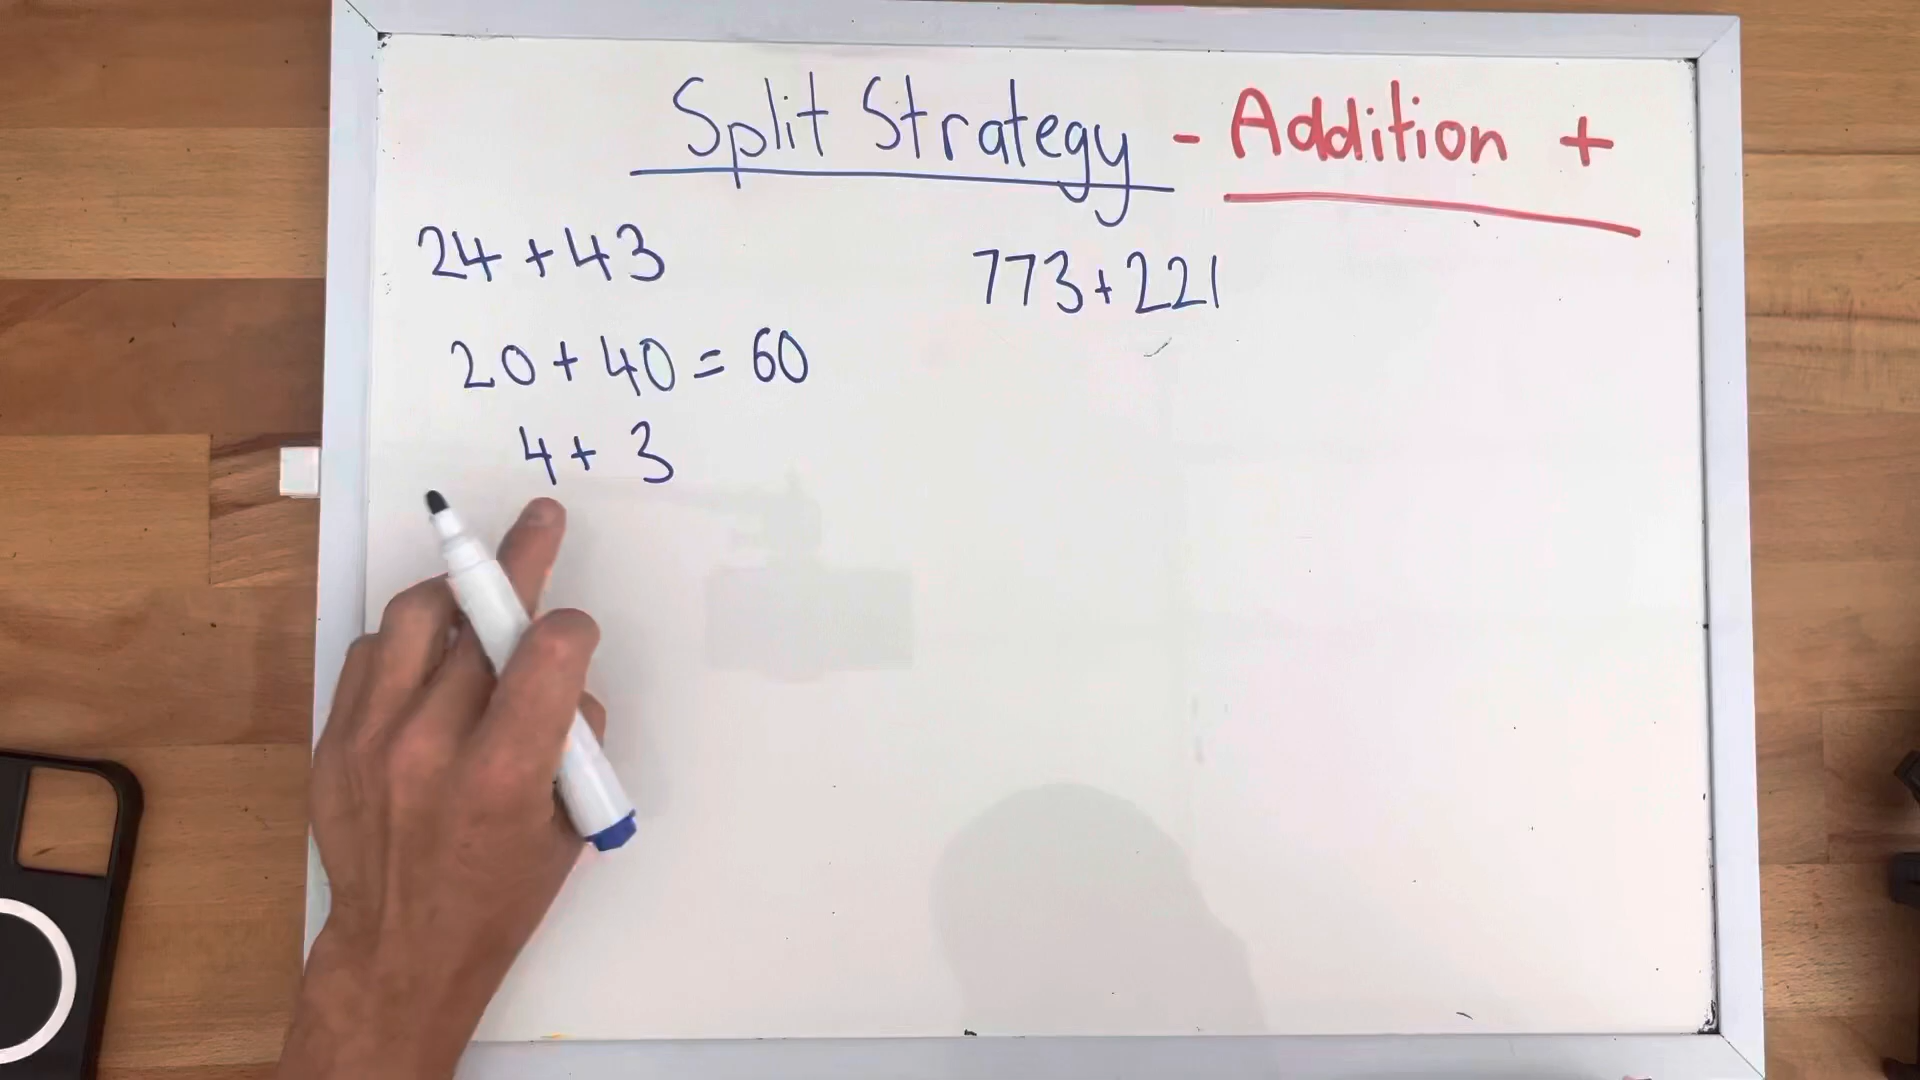 Split Strategy - Addition +
24 + 43
20 + 40 = 60
4 + 3
773 + 221